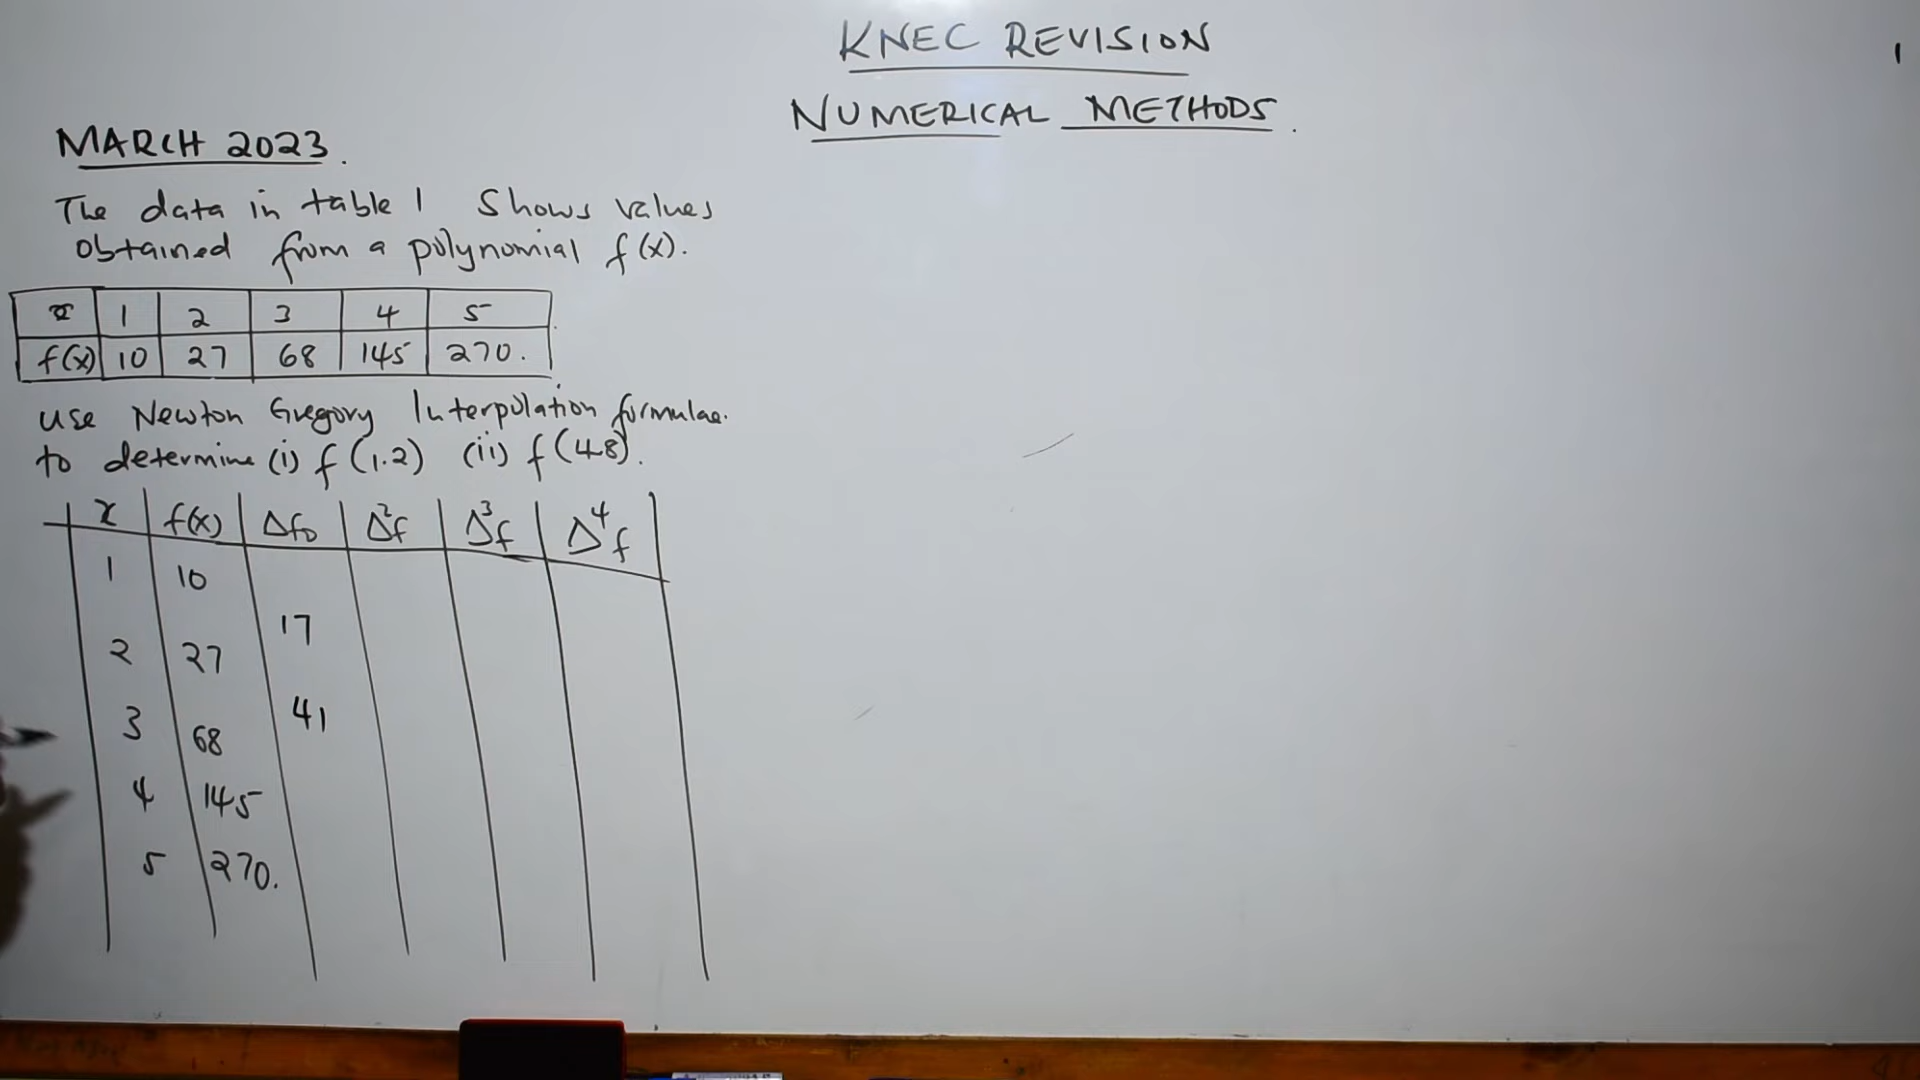 KNEC REVISION
1
NUMERICAL METHODS.
MARCH 2023.
The data in table 1 shows values
obtained from a polynomial f(x).
x 1 2 3 4 5
f(x) 10 27 68 145 270.
use Newton Gregory Interpolation formulae.
to determine (i) f(1.2) (ii) f(4.8).
x f(x) Δf₀ Δ²f Δ³f Δ⁴f
1 10
17
2 27
41
3 68
4 145
5 270.